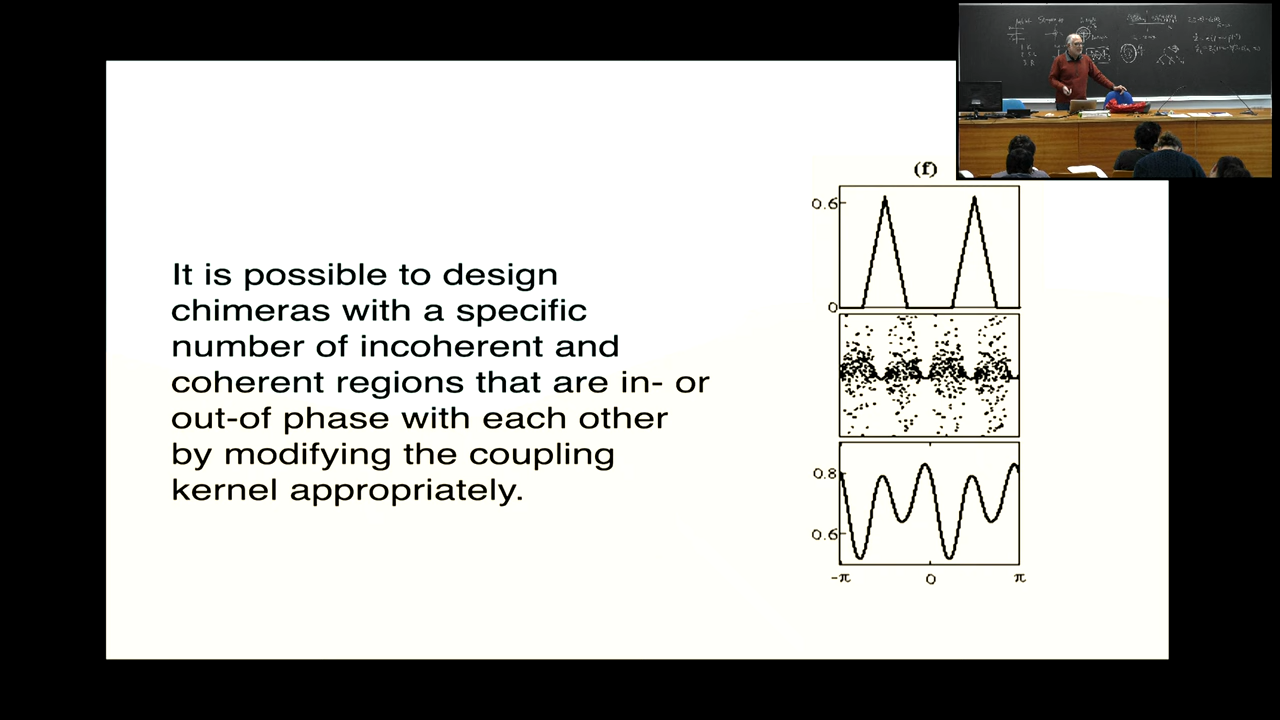 It is possible to design
chimeras with a specific
number of incoherent and
coherent regions that are in- or
out-of phase with each other
by modifying the coupling
kernel appropriately.
(f)
0.6
0
0.8
0.6
-π 0 π